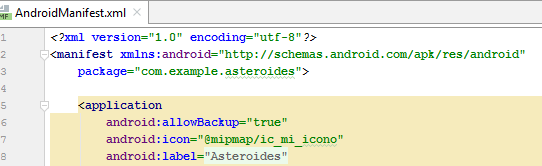 AndroidManifest.xml
1 <?xml version="1.0" encoding="utf-8"?>
2 <manifest xmlns:android="http://schemas.android.com/apk/res/android"
3 package="com.example.asteroides">
4
5 <application
6 android:allowBackup="true"
7 android:icon="@mipmap/ic_mi_icono"
8 android:label="Asteroides"